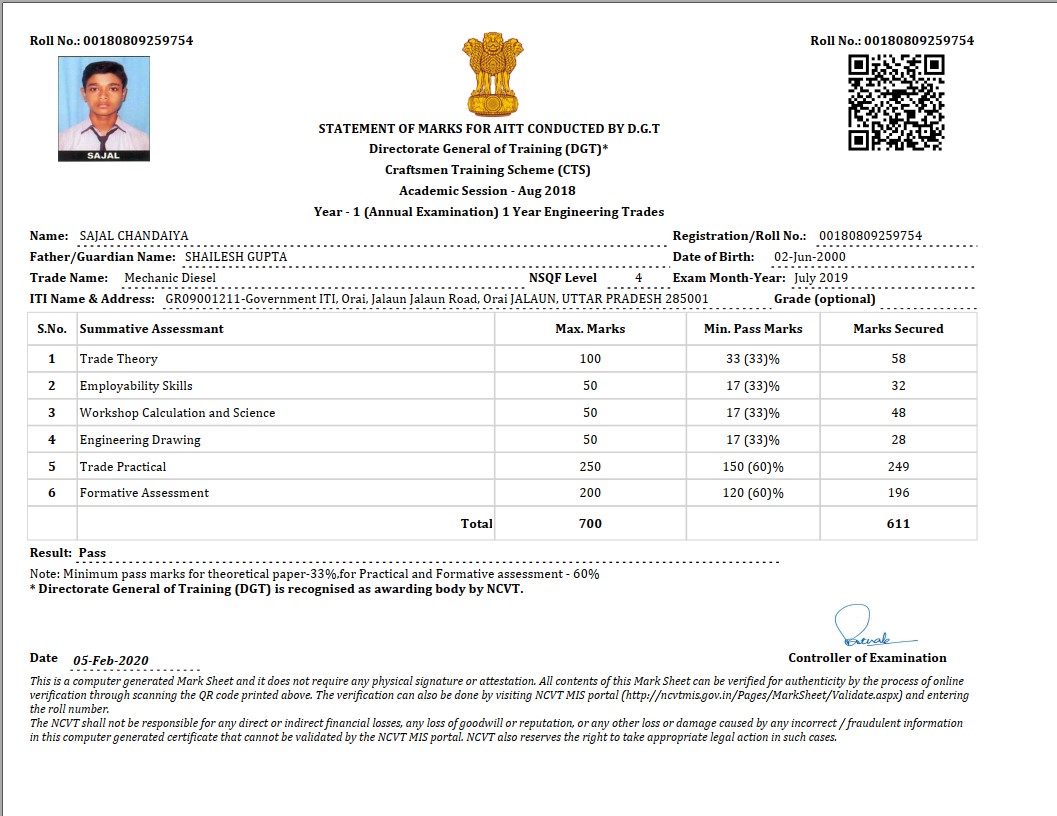 Roll No.: 00180809259754
Roll No.: 00180809259754
SAJAL
STATEMENT OF MARKS FOR AITT CONDUCTED BY D.G.T
Directorate General of Training (DGT)*
Craftsmen Training Scheme (CTS)
Academic Session - Aug 2018
Year - 1 (Annual Examination) 1 Year Engineering Trades
Name: SAJAL CHANDAIYA Registration/Roll No.: 00180809259754
Father/Guardian Name: SHAILESH GUPTA Date of Birth: 02-Jun-2000
Trade Name: Mechanic Diesel NSQF Level 4 Exam Month-Year: July 2019
ITI Name & Address: GR09001211-Government ITI, Orai, Jalaun Jalaun Road, Orai JALAUN, UTTAR PRADESH 285001 Grade (optional)
S.No. Summative Assessmant Max. Marks Min. Pass Marks Marks Secured
1 Trade Theory 100 33 (33)% 58
2 Employability Skills 50 17 (33)% 32
3 Workshop Calculation and Science 50 17 (33)% 48
4 Engineering Drawing 50 17 (33)% 28
5 Trade Practical 250 150 (60)% 249
6 Formative Assessment 200 120 (60)% 196
Total 700 611
Result: Pass
Note: Minimum pass marks for theoretical paper-33%,for Practical and Formative assessment - 60%
* Directorate General of Training (DGT) is recognised as awarding body by NCVT.
Date 05-Feb-2020 Controller of Examination
This is a computer generated Mark Sheet and it does not require any physical signature or attestation. All contents of this Mark Sheet can be verified for authenticity by the process of online
verification through scanning the QR code printed above. The verification can also be done by visiting NCVT MIS portal (http://ncvtmis.gov.in/Pages/MarkSheet/Validate.aspx) and entering
the roll number.
The NCVT shall not be responsible for any direct or indirect financial losses, any loss of goodwill or reputation, or any other loss or damage caused by any incorrect / fraudulent information
in this computer generated certificate that cannot be validated by the NCVT MIS portal. NCVT also reserves the right to take appropriate legal action in such cases.